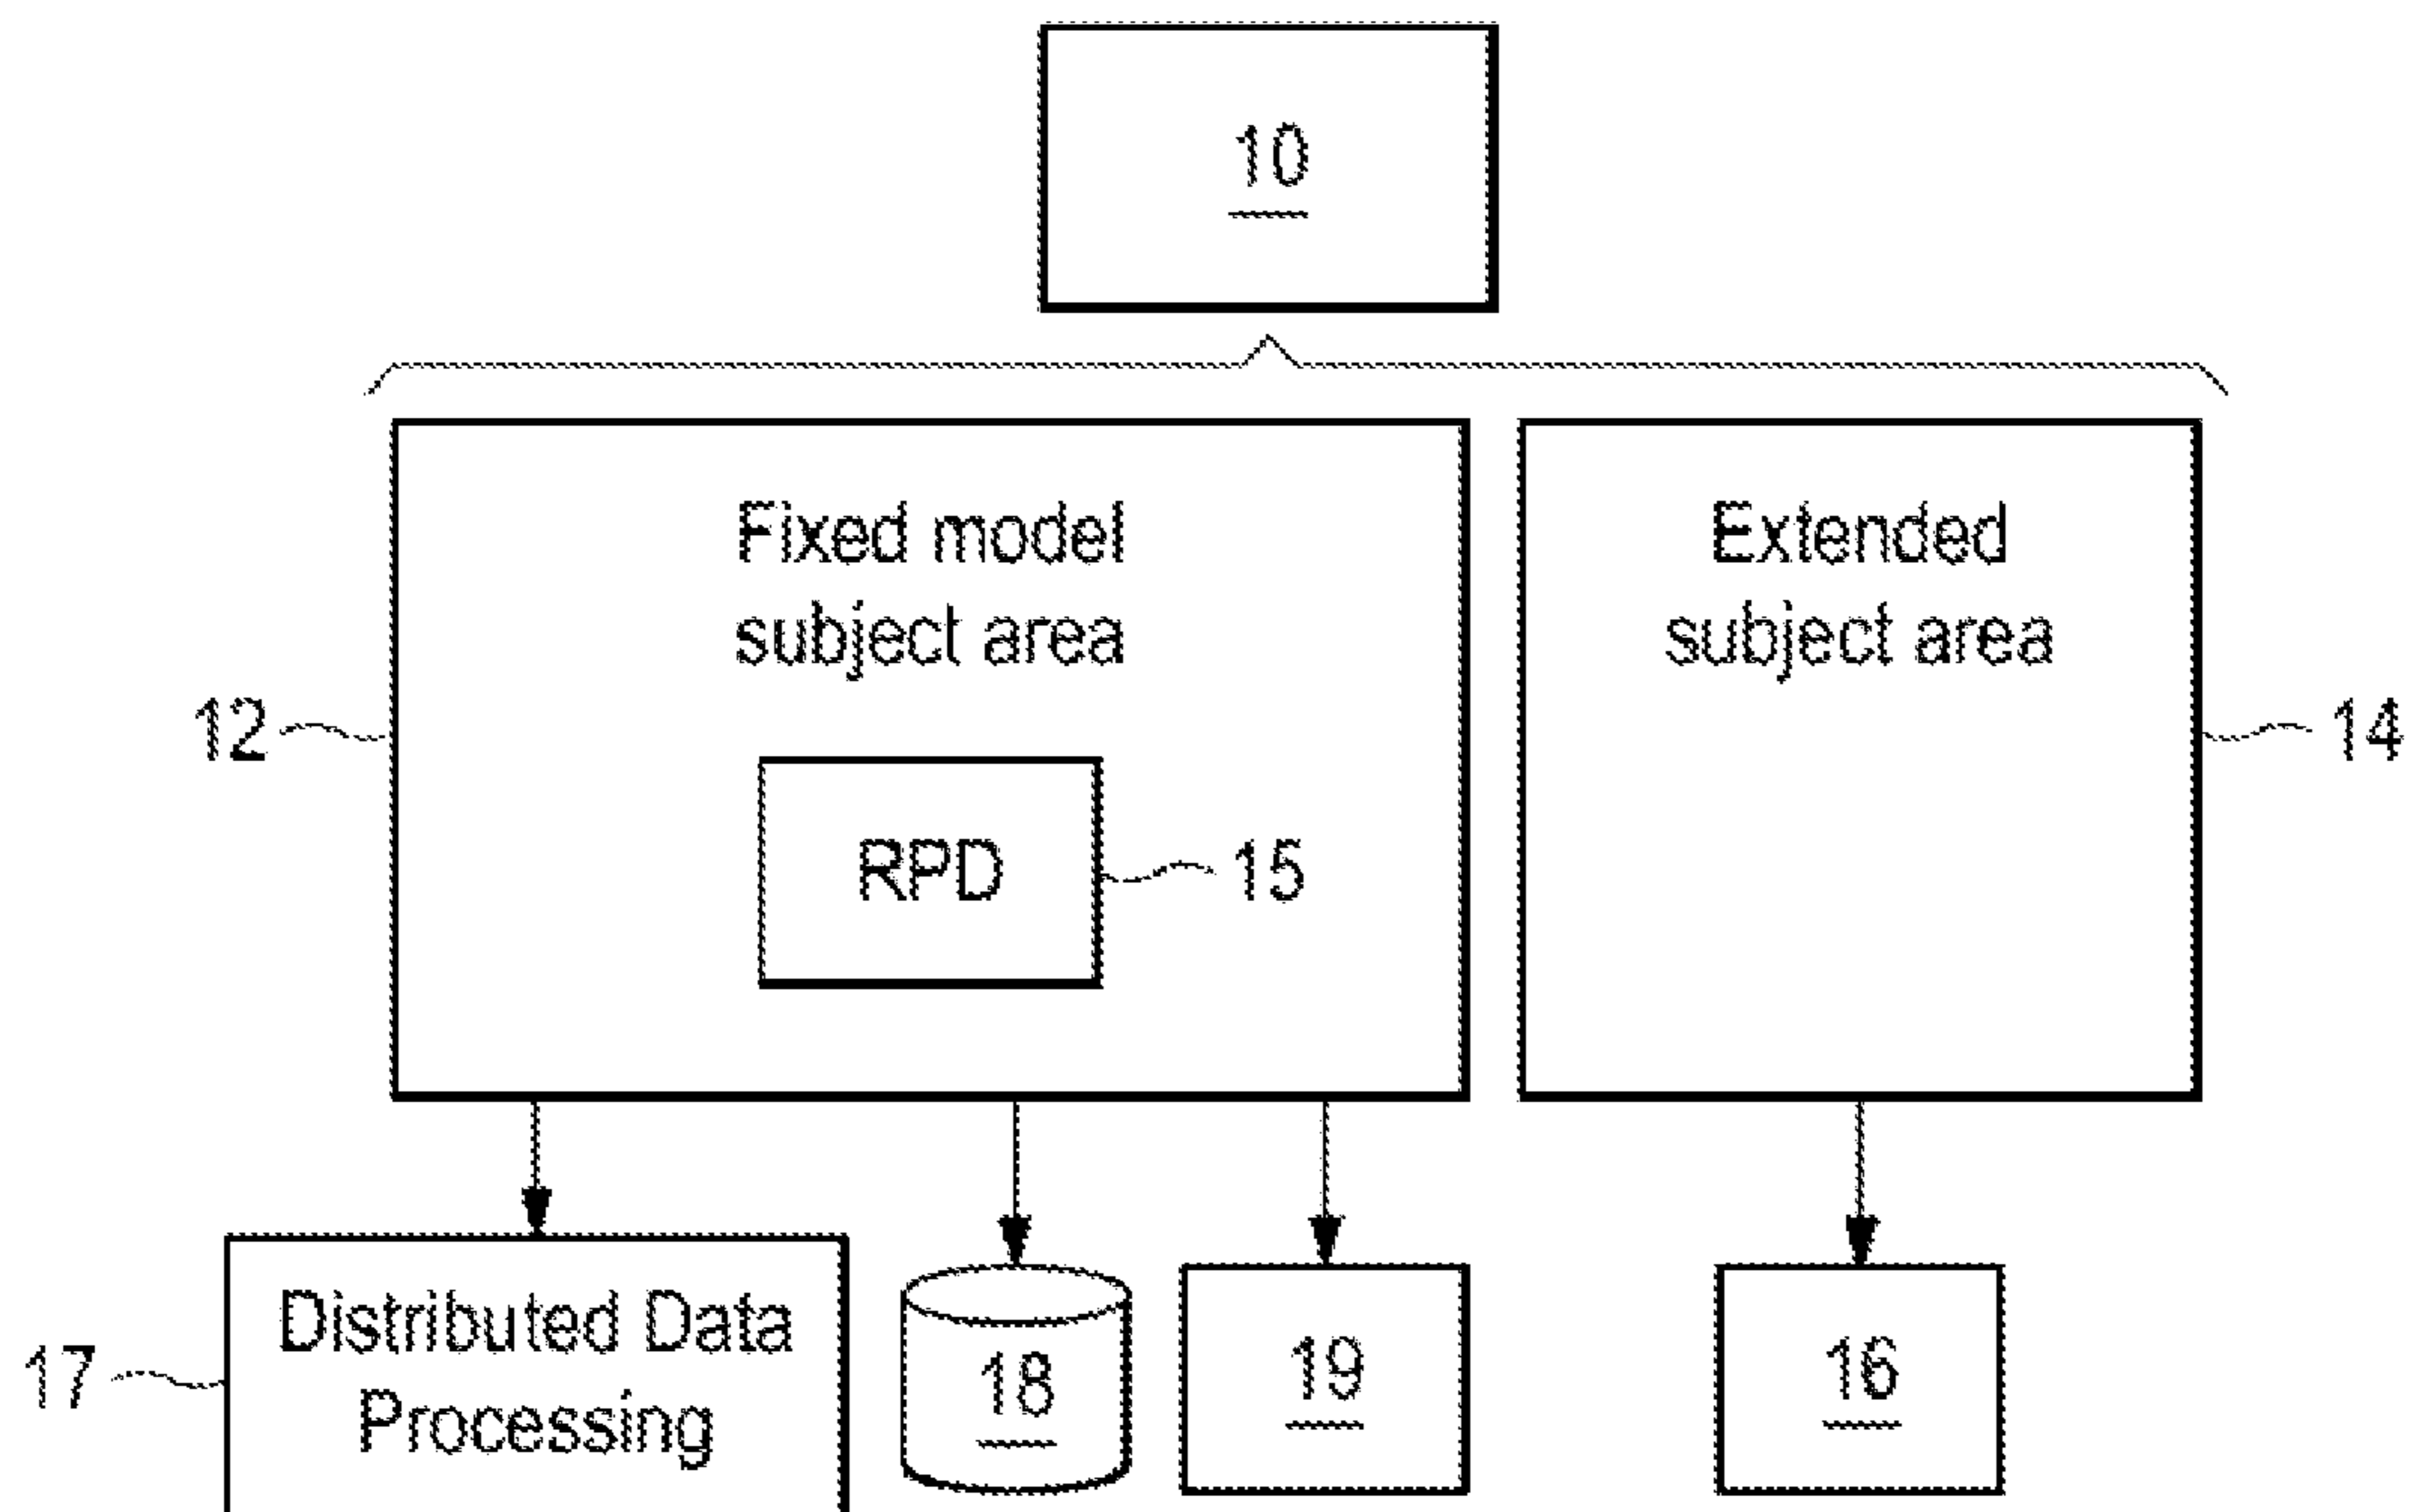 10
Fixed model
subject area
Extended
subject area
12
14
RPD
15
Distributed Data
Processing
17
18
19
16